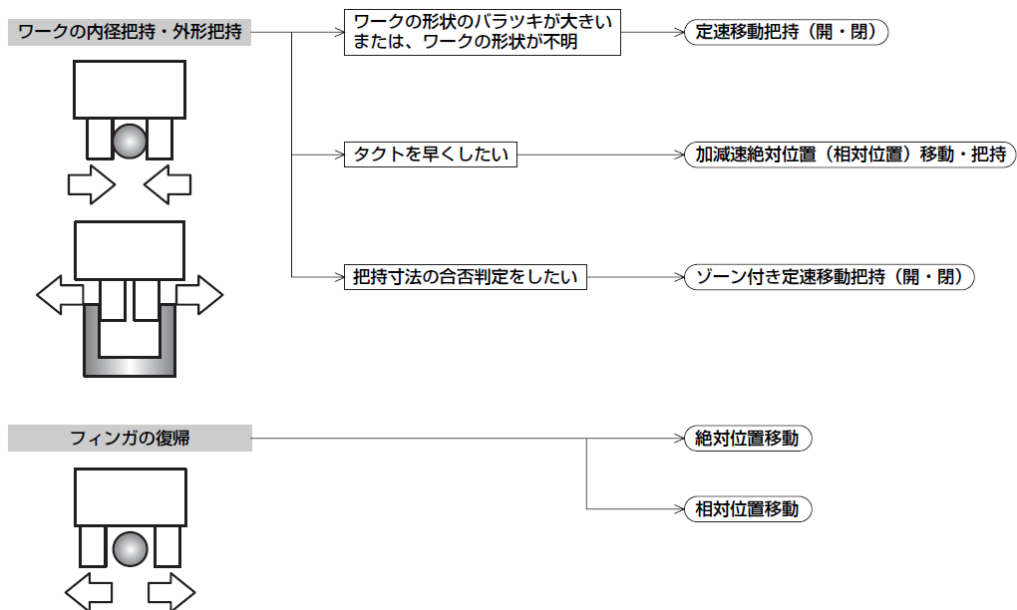 ワークの内径把持・外形把持
ワークの形状のバラツキが大きい
または、ワークの形状が不明
定速移動把持（開・閉）
タクトを早くしたい
加減速絶対位置（相対位置）移動・把持
把持寸法の合否判定をしたい
ゾーン付き定速移動把持（開・閉）
フィンガの復帰
絶対位置移動
相対位置移動